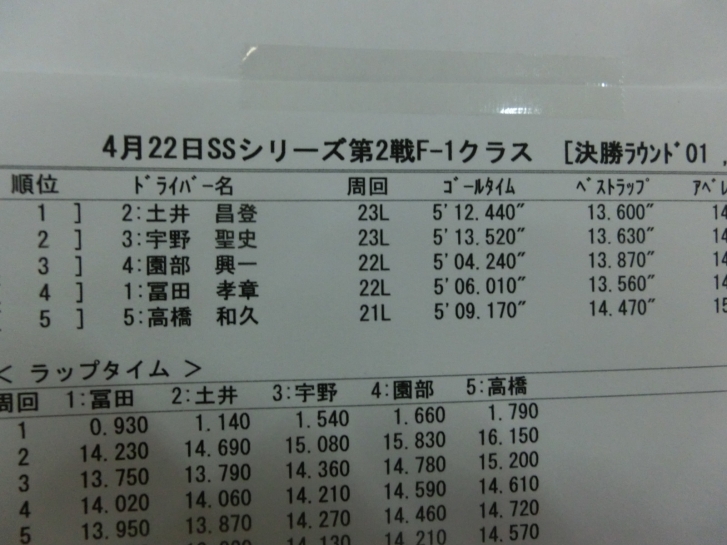 4月22日SSシリーズ第2戦F-1クラス [決勝ﾗｳﾝﾄﾞ01
順位 ﾄﾞﾗｲﾊﾞｰ名 周回 ｺﾞｰﾙﾀｲﾑ ﾍﾞｽﾄﾗｯﾌﾟ ｱﾍﾞﾚ
1 ] 2:土井 昌登 23L 5'12.440" 13.600" 14
2 ] 3:宇野 聖史 23L 5'13.520" 13.630" 14
3 ] 4:園部 興一 22L 5'04.240" 13.870" 14
[ 4 ] 1:冨田 孝章 22L 5'06.010" 13.560" 14
[ 5 ] 5:高橋 和久 21L 5'09.170" 14.470" 15
< ラップタイム >
周回 1:冨田 2:土井 3:宇野 4:園部 5:高橋
1 0.930 1.140 1.540 1.660 1.790
2 14.230 14.690 15.080 15.830 16.150
3 13.750 13.790 14.360 14.780 15.200
4 14.020 14.060 14.210 14.590 14.610
5 13.950 13.870 14.270 14.460 14.720
14.130 14.210 14.570